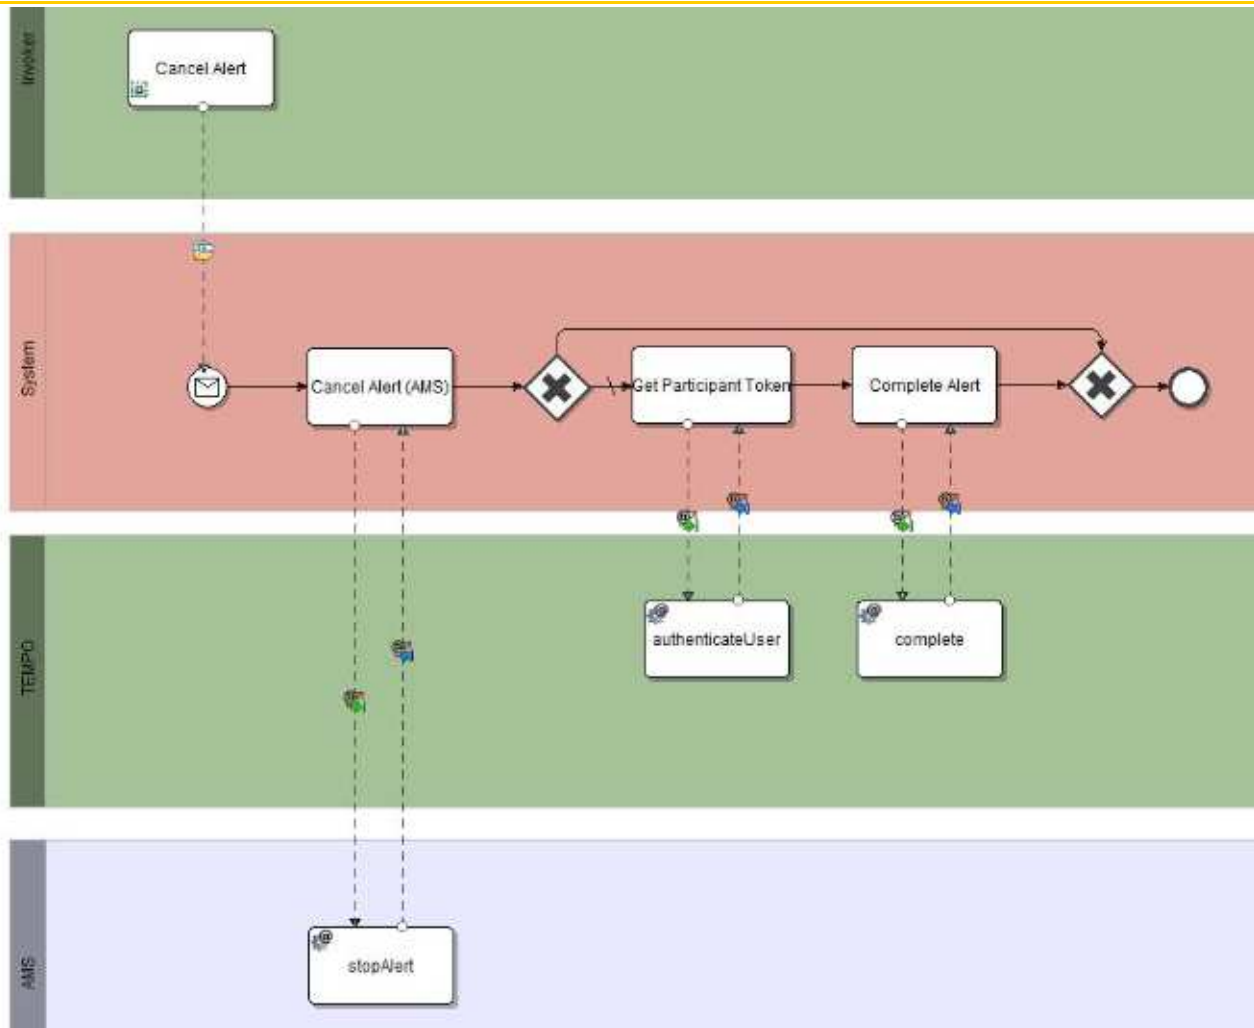 Invoker
Cancel Alert
System
Cancel Alert (AMS)
Get Participant Token
Complete Alert
TEMPO
authenticateUser
complete
AMS
stopAlert